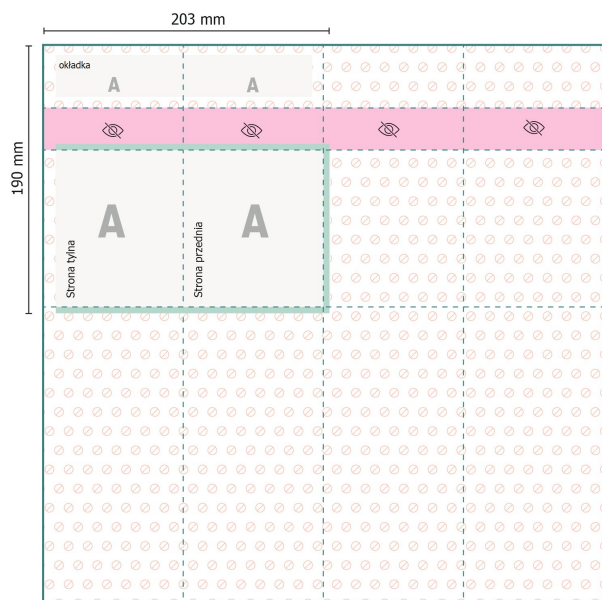 203 mm
190 mm
okładka
A
A
A
A
Strona tylna
Strona przednia